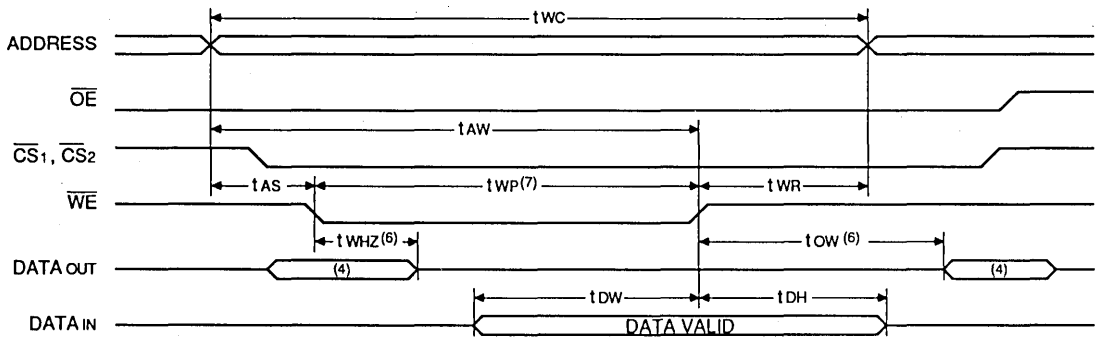 tWC
ADDRESS
OE
tAW
CS1, CS2
tAS tWP(7) tWR
WE
tWHZ(6) tOW(6)
DATA OUT (4) (4)
tDW tDH
DATA IN DATA VALID